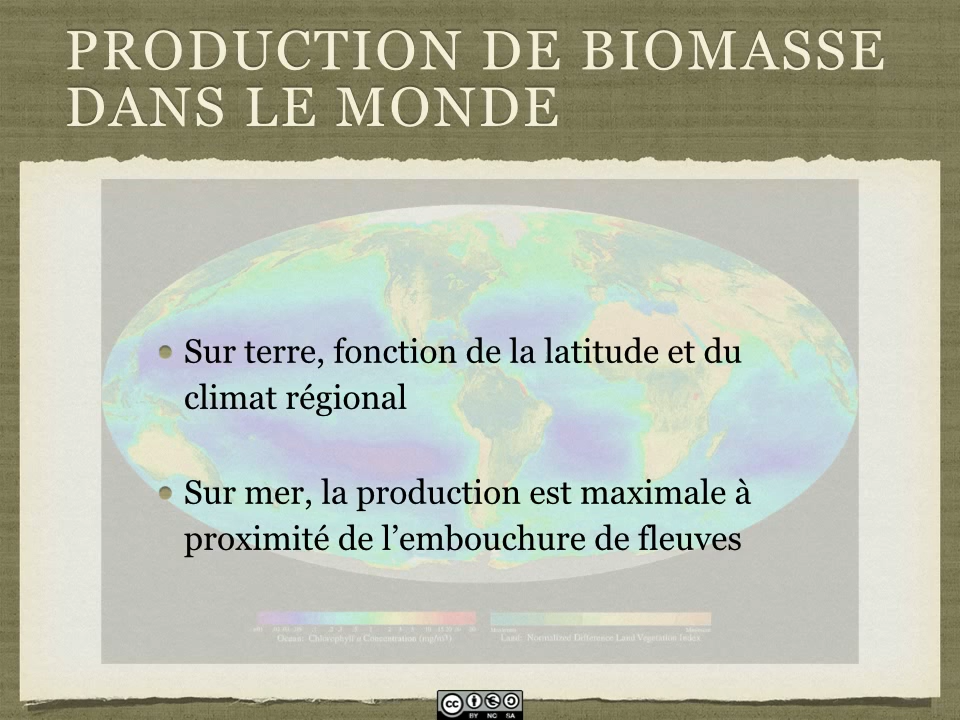 PRODUCTION DE BIOMASSE
DANS LE MONDE
Sur terre, fonction de la latitude et du
climat régional
Sur mer, la production est maximale à
proximité de l’embouchure de fleuves
Maximum
Ocean: Chlorophyll a Concentration (mg/m3)
Land: Normalized Difference Land Vegetation Index
cc
BY NC SA